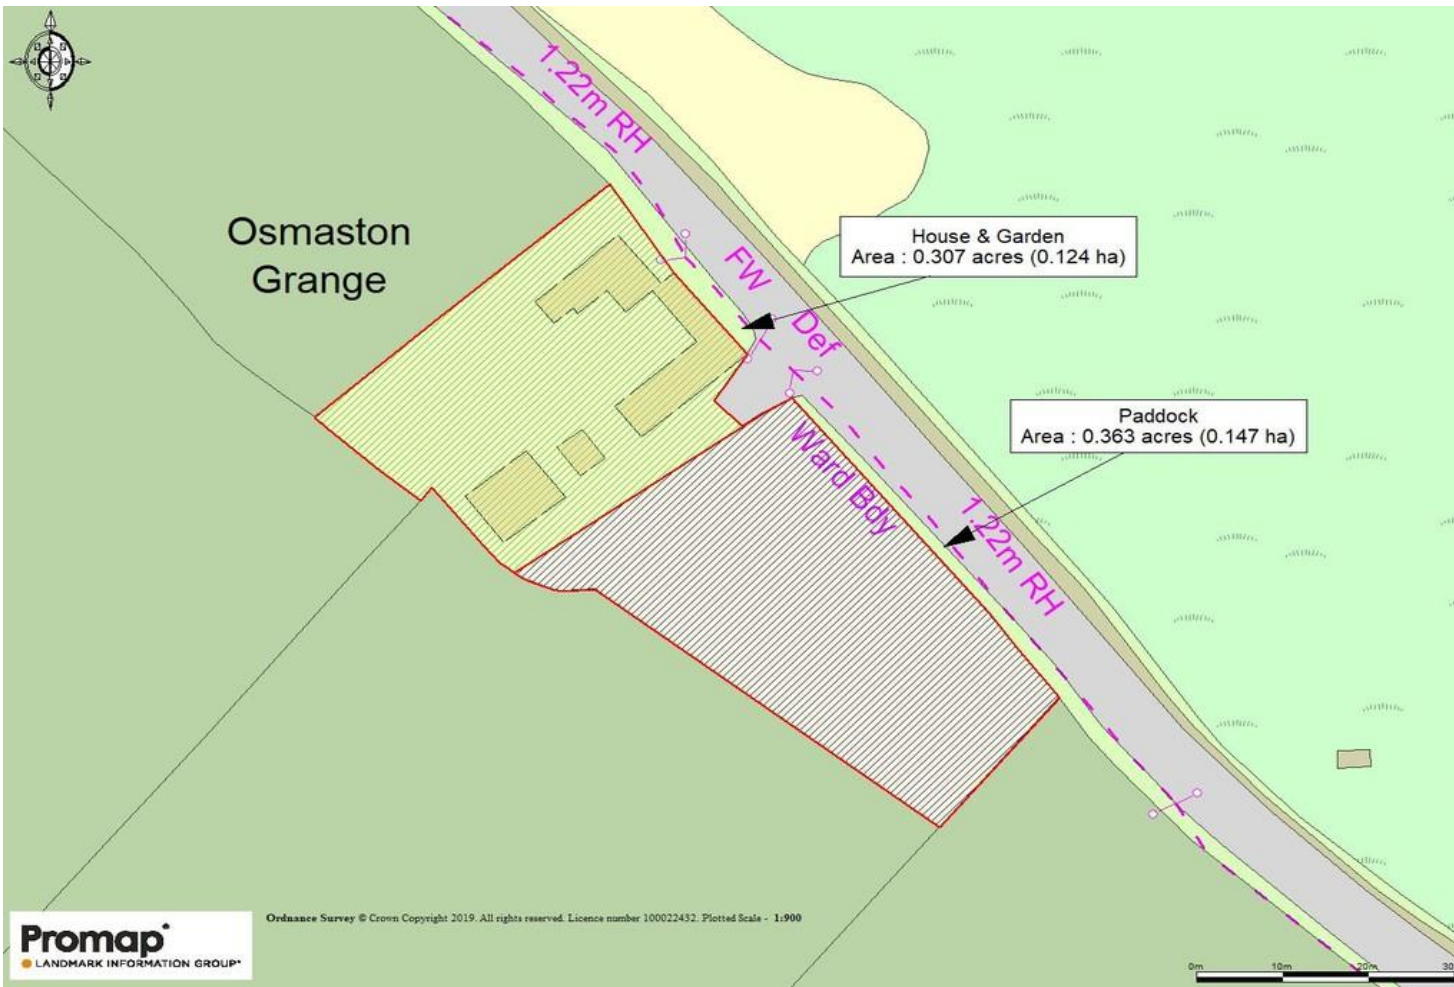 1.22m RH
Osmaston
Grange
House & Garden
Area : 0.307 acres (0.124 ha)
FW
Def
Paddock
Area : 0.363 acres (0.147 ha)
Ward Bdy
1.22m RH
Ordnance Survey © Crown Copyright 2019. All rights reserved. Licence number 100022432. Plotted Scale - 1:900
Promap
LANDMARK INFORMATION GROUP
0m 10m 20m